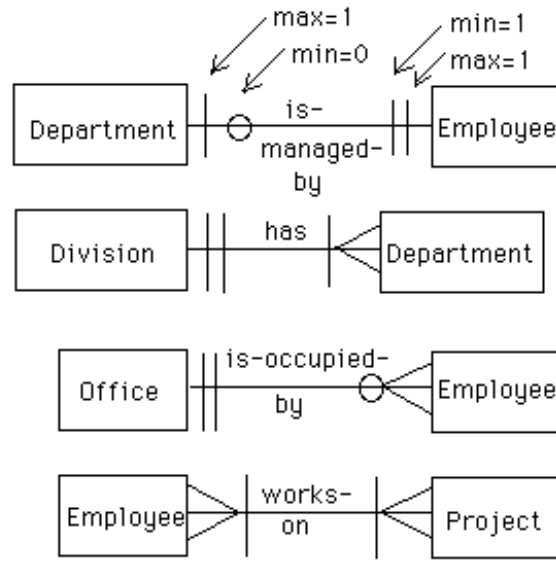 max=1
min=0
min=1
max=1
Department
is-
managed-
by
Employee
Division
has
Department
Office
is-occupied-
by
Employee
Employee
works-
on
Project